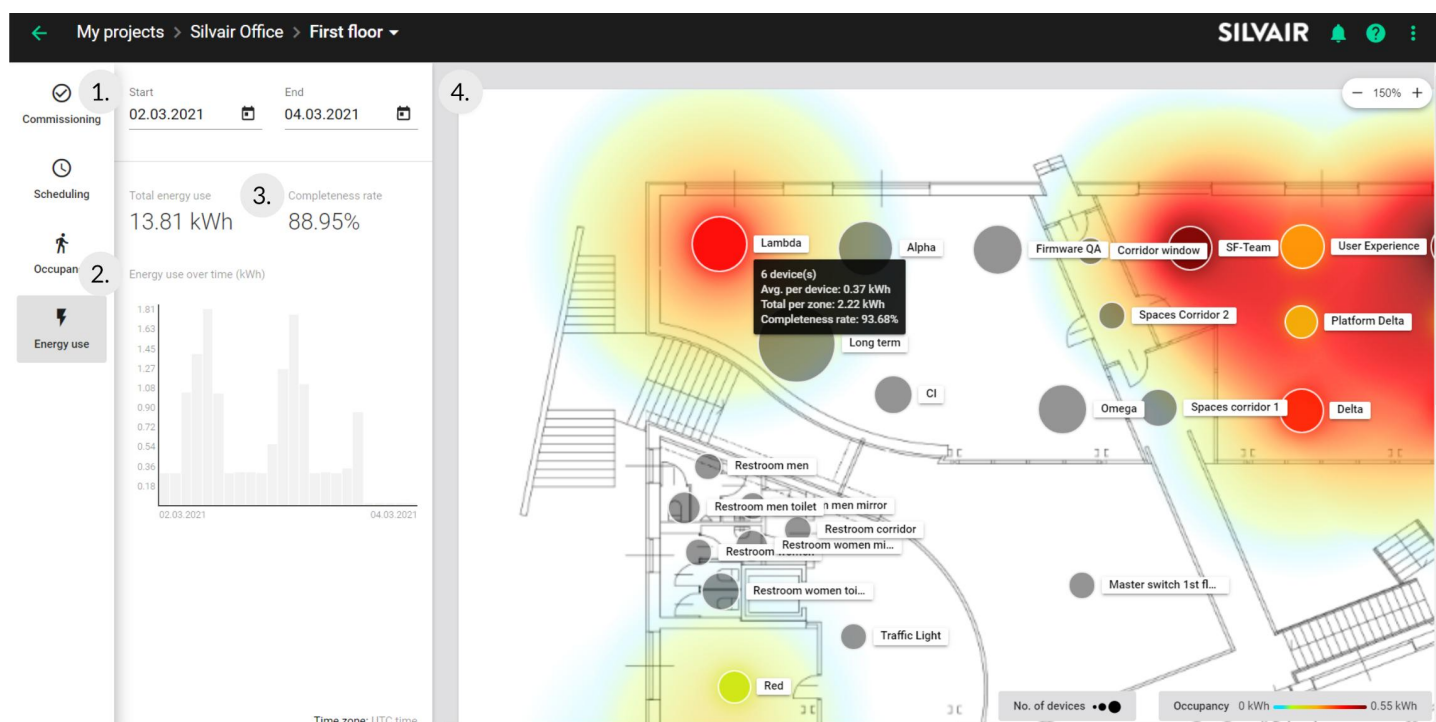 My projects > Silvair Office > First floor
SILVAIR
1.
Commissioning
Scheduling
Occupan
2.
Energy use
Start
02.03.2021
End
04.03.2021
Total energy use
13.81 kWh
3.
Completeness rate
88.95%
Energy use over time (kWh)
1.81
1.63
1.45
1.27
1.08
0.90
0.72
0.54
0.36
0.18
02.03.2021
04.03.2021
Time zone: UTC time
4.
− 150% +
Lambda
6 device(s)
Avg. per device: 0.37 kWh
Total per zone: 2.22 kWh
Completeness rate: 93.68%
Alpha
Firmware QA
Corridor window
SF-Team
User Experience
Long term
Spaces Corridor 2
Platform Delta
CI
Omega
Spaces corridor 1
Delta
Restroom men
Restroom men toilet
n men mirror
Restroom corridor
Restroom women mi...
Restroom women
Restroom women toi...
Master switch 1st fl...
Traffic Light
Red
No. of devices
Occupancy 0 kWh 0.55 kWh